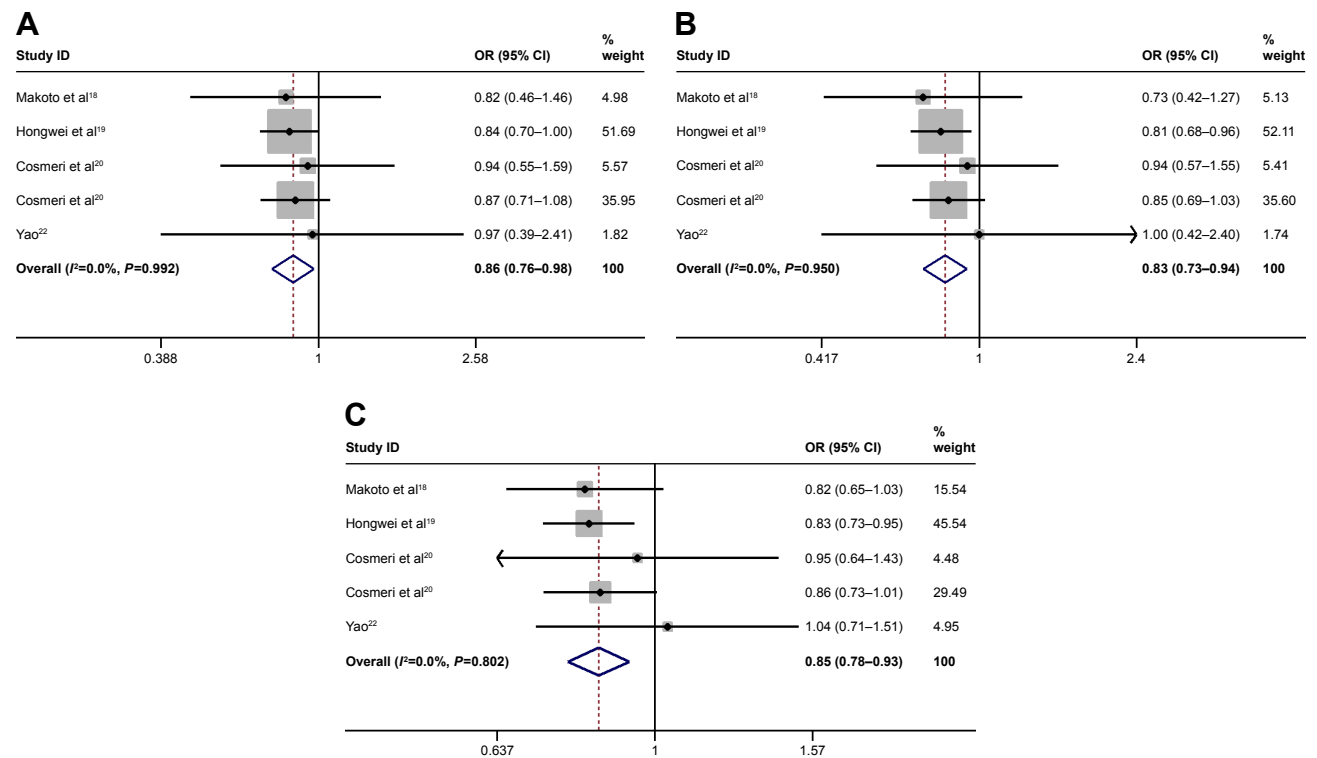 A
Study ID OR (95% CI) % weight
Makoto et al18 0.82 (0.46–1.46) 4.98
Hongwei et al19 0.84 (0.70–1.00) 51.69
Cosmeri et al20 0.94 (0.55–1.59) 5.57
Cosmeri et al20 0.87 (0.71–1.08) 35.95
Yao22 0.97 (0.39–2.41) 1.82
Overall (I2=0.0%, P=0.992) 0.86 (0.76–0.98) 100
0.388 1 2.58
B
Study ID OR (95% CI) % weight
Makoto et al18 0.73 (0.42–1.27) 5.13
Hongwei et al19 0.81 (0.68–0.96) 52.11
Cosmeri et al20 0.94 (0.57–1.55) 5.41
Cosmeri et al20 0.85 (0.69–1.03) 35.60
Yao22 1.00 (0.42–2.40) 1.74
Overall (I2=0.0%, P=0.950) 0.83 (0.73–0.94) 100
0.417 1 2.4
C
Study ID OR (95% CI) % weight
Makoto et al18 0.82 (0.65–1.03) 15.54
Hongwei et al19 0.83 (0.73–0.95) 45.54
Cosmeri et al20 0.95 (0.64–1.43) 4.48
Cosmeri et al20 0.86 (0.73–1.01) 29.49
Yao22 1.04 (0.71–1.51) 4.95
Overall (I2=0.0%, P=0.802) 0.85 (0.78–0.93) 100
0.637 1 1.57